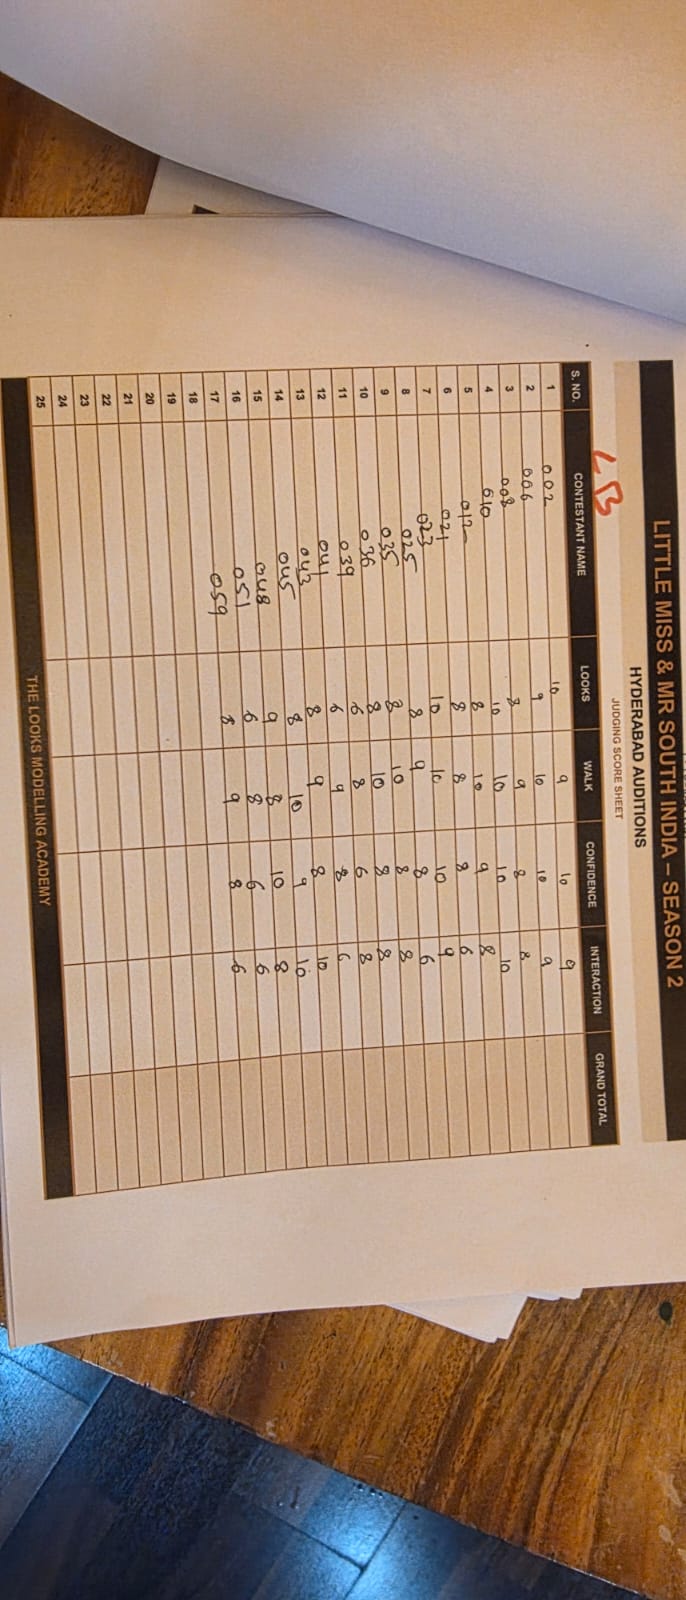 LITTLE MISS & MR SOUTH INDIA – SEASON 2
HYDERABAD AUDITIONS
JUDGING SCORE SHEET
LB
S. NO. CONTESTANT NAME LOOKS WALK CONFIDENCE INTERACTION GRAND TOTAL
1 002 10 9 10 9
2 006 9 10 10 9
3 008 8 9 8 8
4 010 10 10 10 10
5 012 8 10 9 8
6 021 8 8 8 6
7 023 10 10 10 9
8 025 8 9 8 6
9 035 8 10 8 8
10 036 8 10 8 8
11 039 6 8 6 8
12 041 6 9 8 6
13 043 8 9 8 10
14 045 8 10 9 10
15 048 9 8 10 8
16 051 6 8 6 6
17 059 8 9 8 6
18
19
20
21
22
23
24
25
THE LOOKS MODELLING ACADEMY